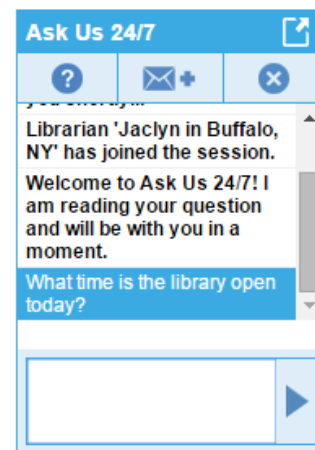 Ask Us 24/7
Librarian 'Jaclyn in Buffalo,
NY' has joined the session.
Welcome to Ask Us 24/7! I
am reading your question
and will be with you in a
moment.
What time is the library open
today?